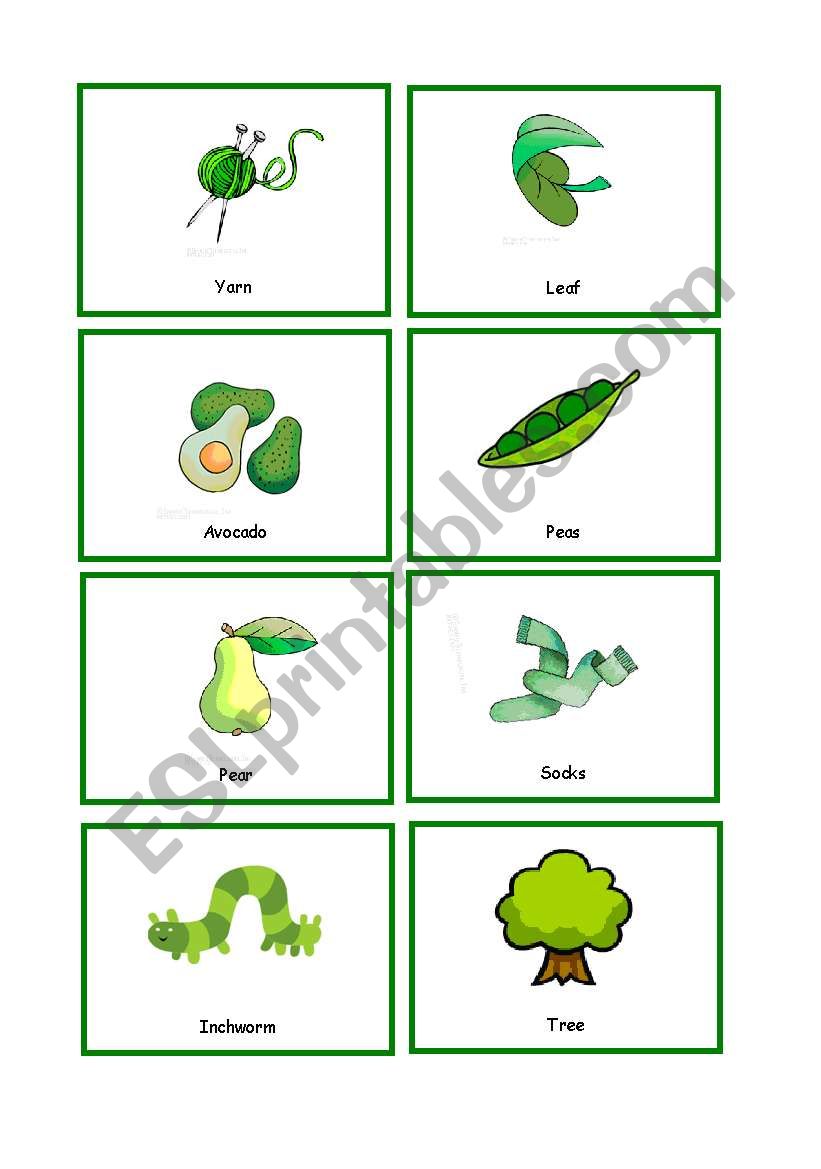 Yarn
Leaf
Avocado
Peas
Pear
Socks
Inchworm
Tree
ESLprintables.com